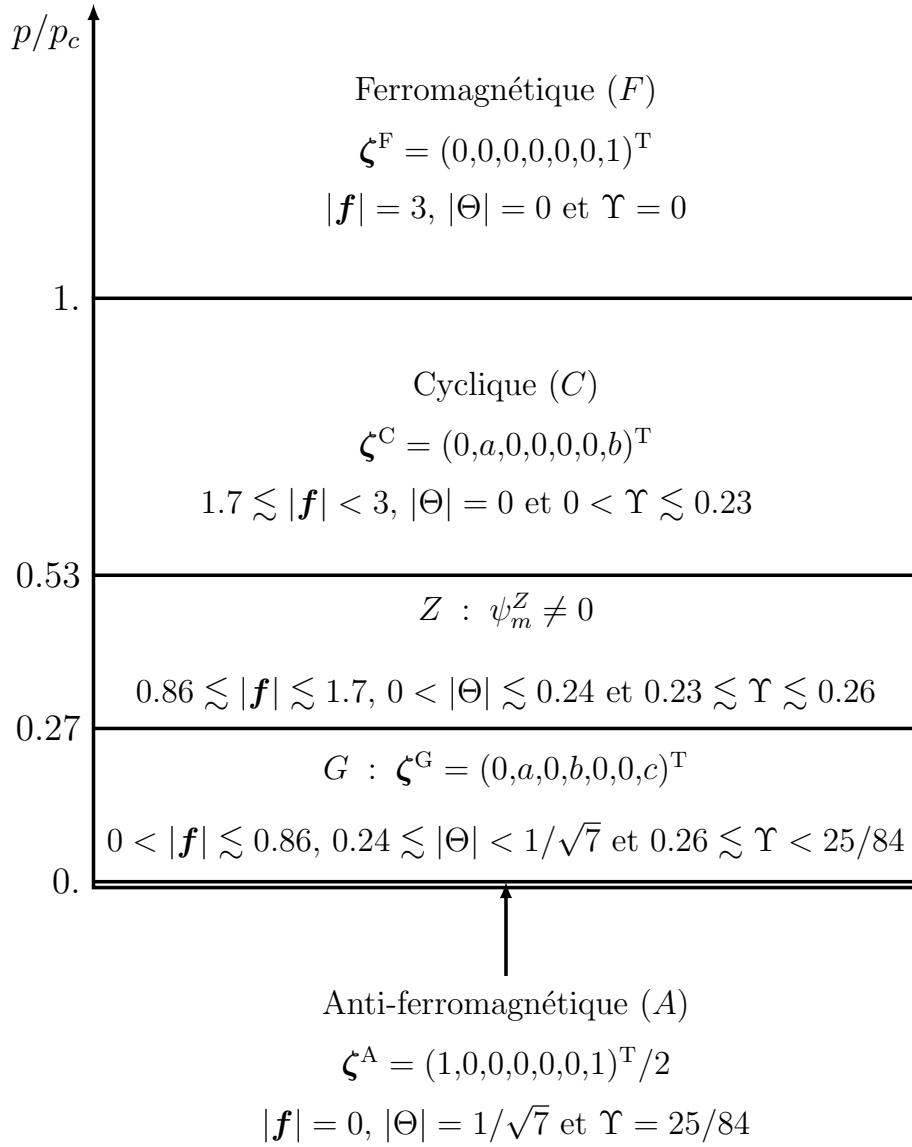 p/p_c
Ferromagnétique (F)
ζ^F = (0,0,0,0,0,0,1)^T
|f| = 3, |Θ| = 0 et ϒ = 0
1.
Cyclique (C)
ζ^C = (0,a,0,0,0,0,b)^T
1.7 ≲ |f| < 3, |Θ| = 0 et 0 < ϒ ≲ 0.23
0.53
Z : ψ_m^Z ≠ 0
0.86 ≲ |f| ≲ 1.7, 0 < |Θ| ≲ 0.24 et 0.23 ≲ ϒ ≲ 0.26
0.27
G : ζ^G = (0,a,0,b,0,0,c)^T
0 < |f| ≲ 0.86, 0.24 ≲ |Θ| < 1/√7 et 0.26 ≲ ϒ < 25/84
0.
Anti-ferromagnétique (A)
ζ^A = (1,0,0,0,0,0,1)^T/2
|f| = 0, |Θ| = 1/√7 et ϒ = 25/84